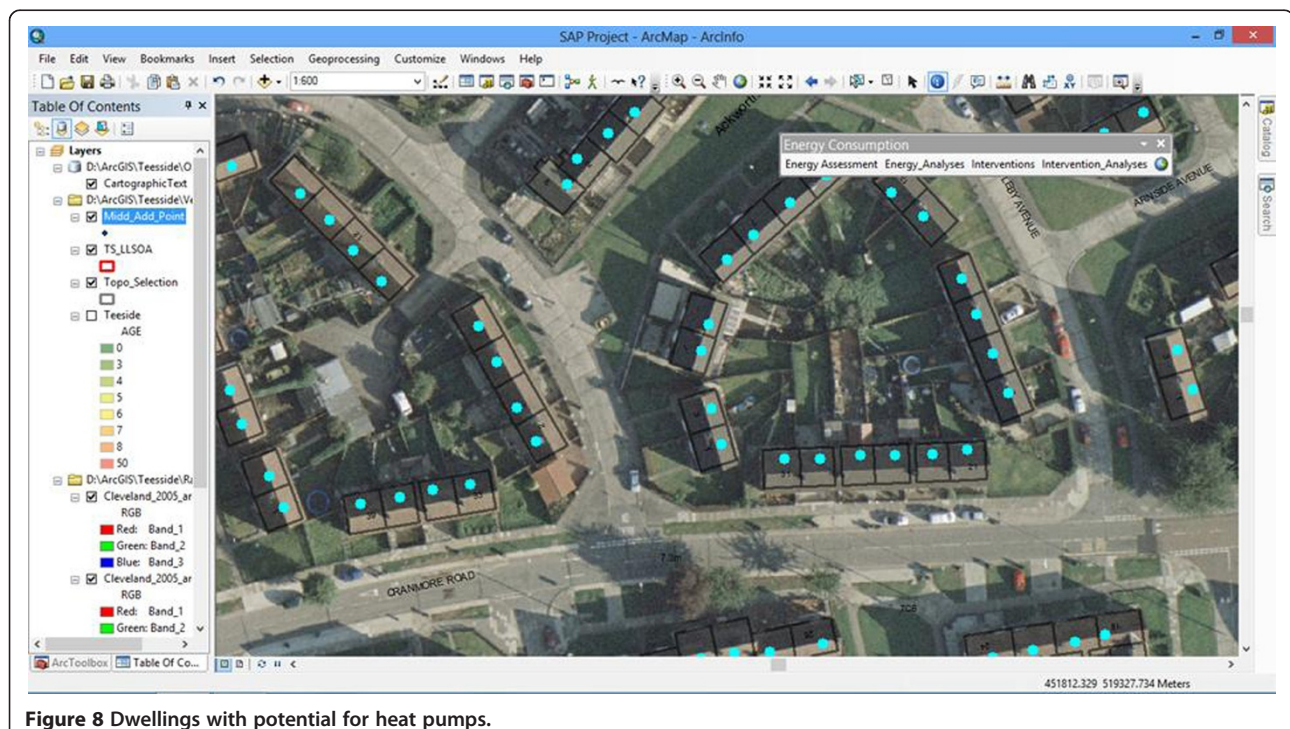 SAP Project - ArcMap - ArcInfo
File Edit View Bookmarks Insert Selection Geoprocessing Customize Windows Help
1:600
Table Of Contents
Layers
D:\ArcGIS\Teesside\O
CartographicText
D:\ArcGIS\Teesside\Ve
Midd_Add_Point
TS_LLSOA
Topo_Selection
Teeside
AGE
0
3
4
5
6
7
8
50
D:\ArcGIS\Teesside\Ra
Cleveland_2005_ar
RGB
Red: Band_1
Green: Band_2
Blue: Band_3
Cleveland_2005_ar
RGB
Red: Band_1
Green: Band_2
ArcToolbox
Table Of Co...
Ackworth
Energy Consumption
Energy Assessment Energy_Analyses Interventions Intervention_Analyses
LEBY AVENUE
ARNSIDE AVENUE
CRANMORE ROAD
TCB
Catalog
Search
451812.329 519327.734 Meters
Figure 8 Dwellings with potential for heat pumps.